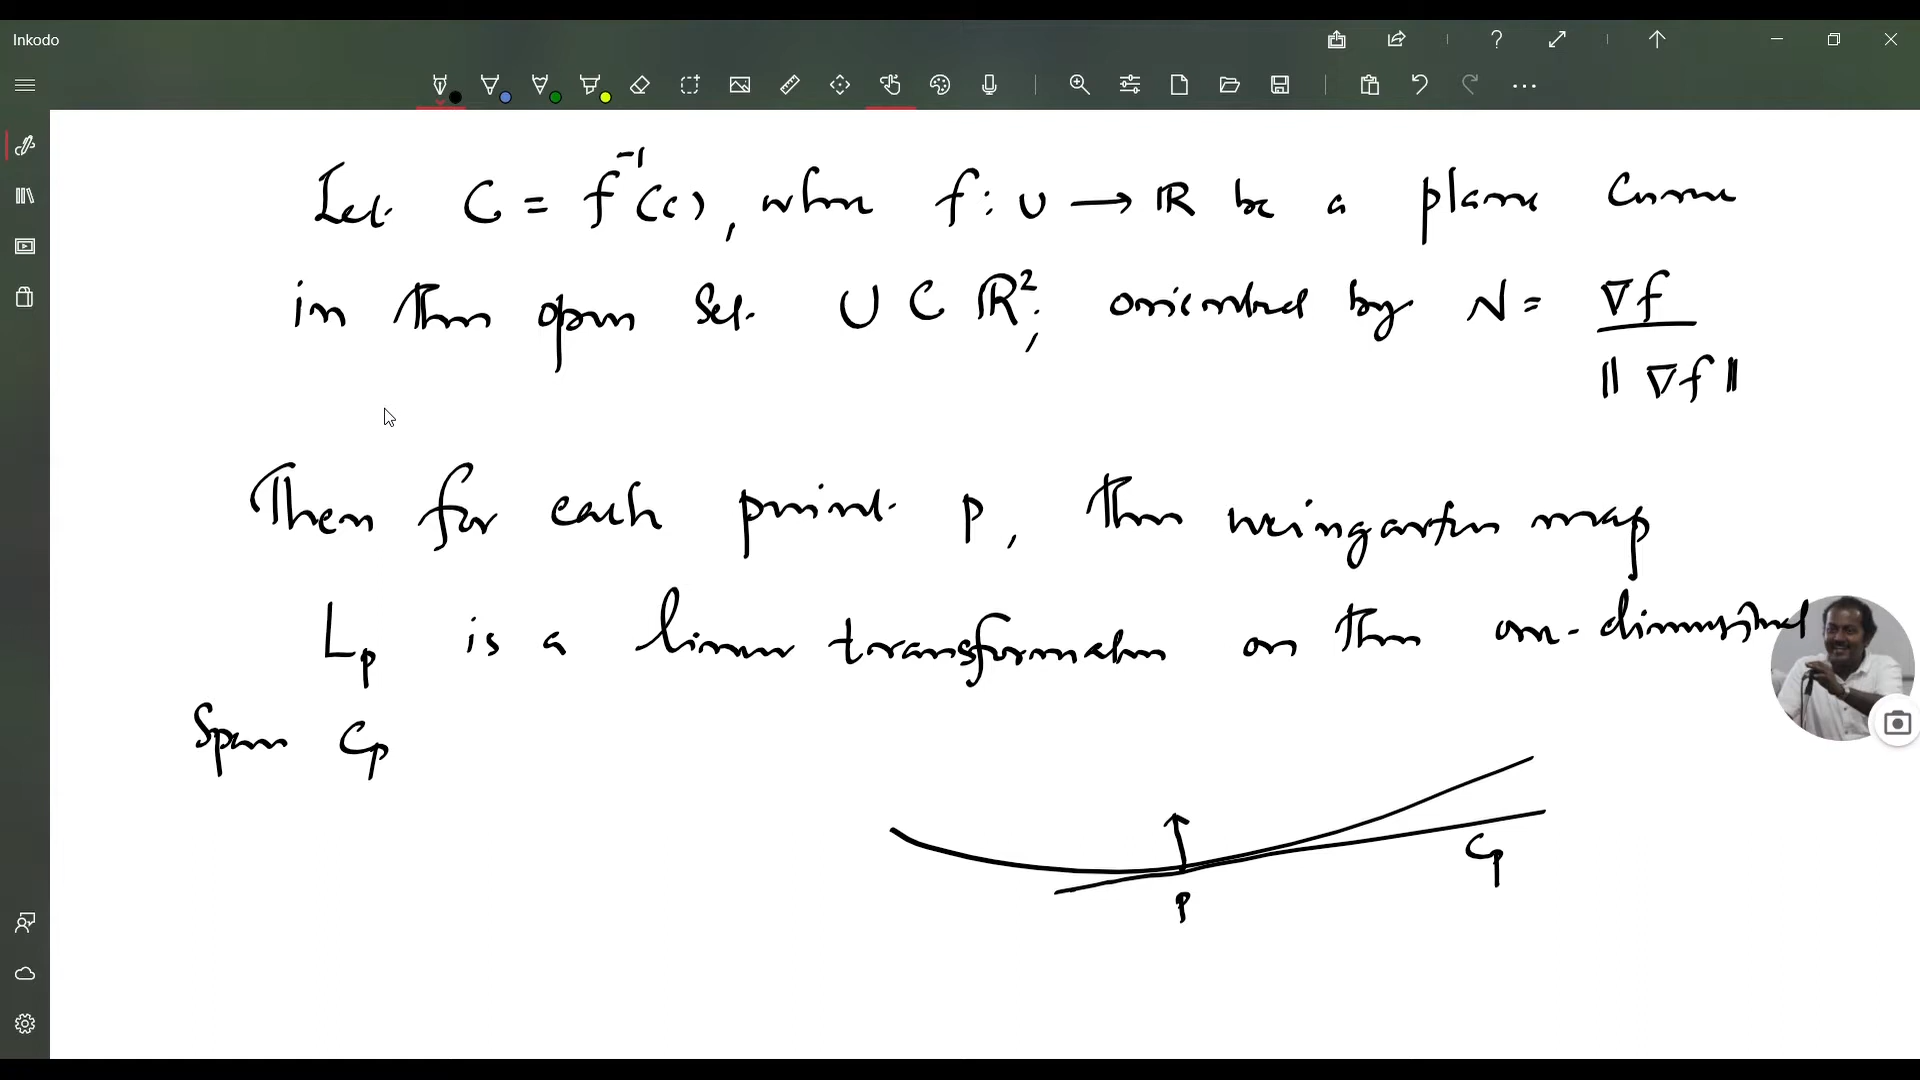 Inkodo
Let C = f⁻¹(c), where f : U → ℝ be a plane curve
in the open set U ⊂ ℝ²; oriented by N = ∇f / ‖∇f‖
Then for each point p, the weingarten map
Lp is a linear transformation on the one-dimensional
Space Cp
Cp
p